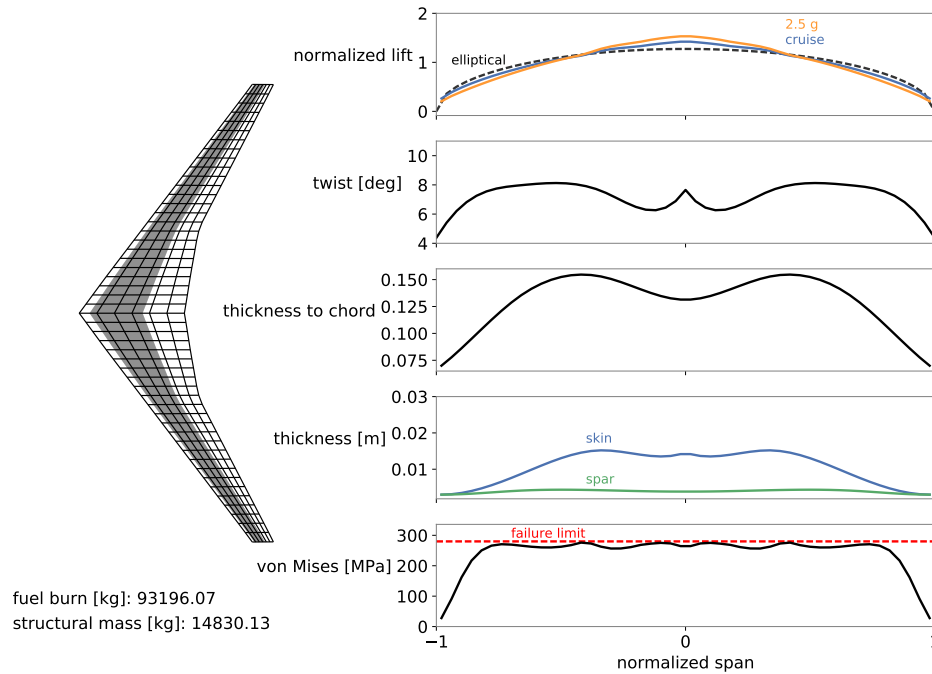 2
2.5 g
cruise
normalized lift
elliptical
1
0
10
twist [deg]
8
6
4
0.150
0.125
thickness to chord
0.100
0.075
0.03
thickness [m]
skin
0.02
0.01
spar
failure limit
300
von Mises [MPa]
200
100
0
fuel burn [kg]: 93196.07
structural mass [kg]: 14830.13
−1
0
normalized span